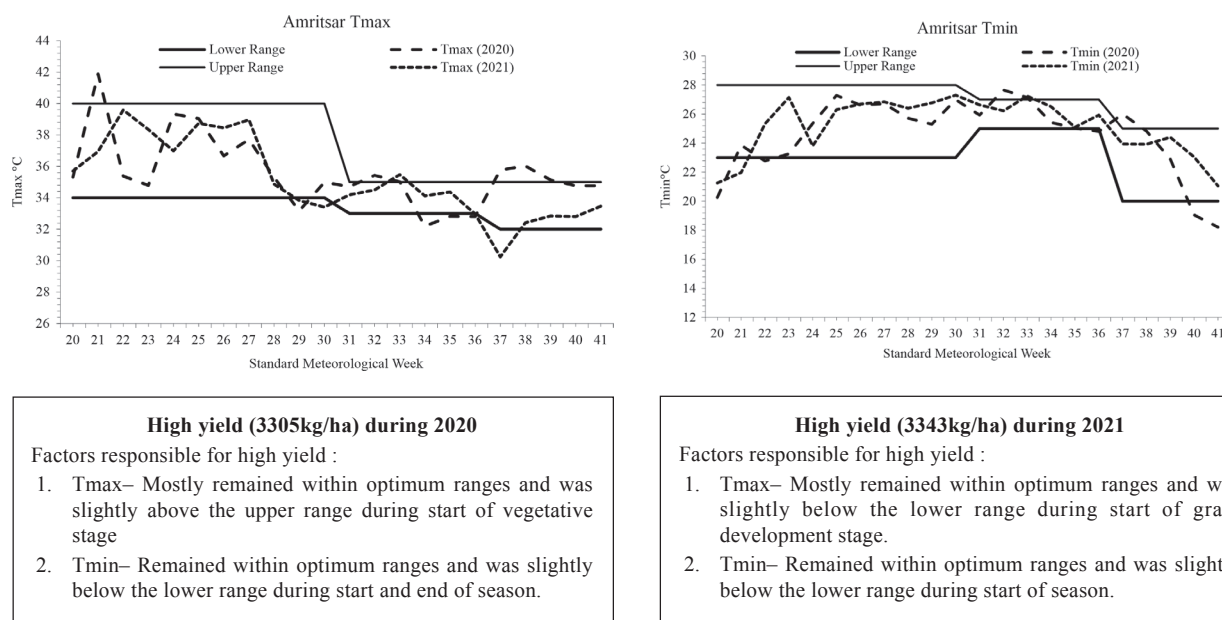 Amritsar Tmax
Lower Range
Tmax (2020)
Upper Range
Tmax (2021)
44
42
40
38
36
34
32
30
28
26
Tmax °C
20 21 22 23 24 25 26 27 28 29 30 31 32 33 34 35 36 37 38 39 40 41
Standard Meteorological Week
Amritsar Tmin
Lower Range
Tmin (2020)
Upper Range
Tmin (2021)
30
28
26
24
22
20
18
16
14
12
Tmin°C
20 21 22 23 24 25 26 27 28 29 30 31 32 33 34 35 36 37 38 39 40 41
Standard Meteorological Week
High yield (3305kg/ha) during 2020
Factors responsible for high yield :
1. Tmax– Mostly remained within optimum ranges and was
slightly above the upper range during start of vegetative
stage
2. Tmin– Remained within optimum ranges and was slightly
below the lower range during start and end of season.
High yield (3343kg/ha) during 2021
Factors responsible for high yield :
1. Tmax– Mostly remained within optimum ranges and
slightly below the lower range during start of
development stage.
2. Tmin– Remained within optimum ranges and was
below the lower range during start of season.